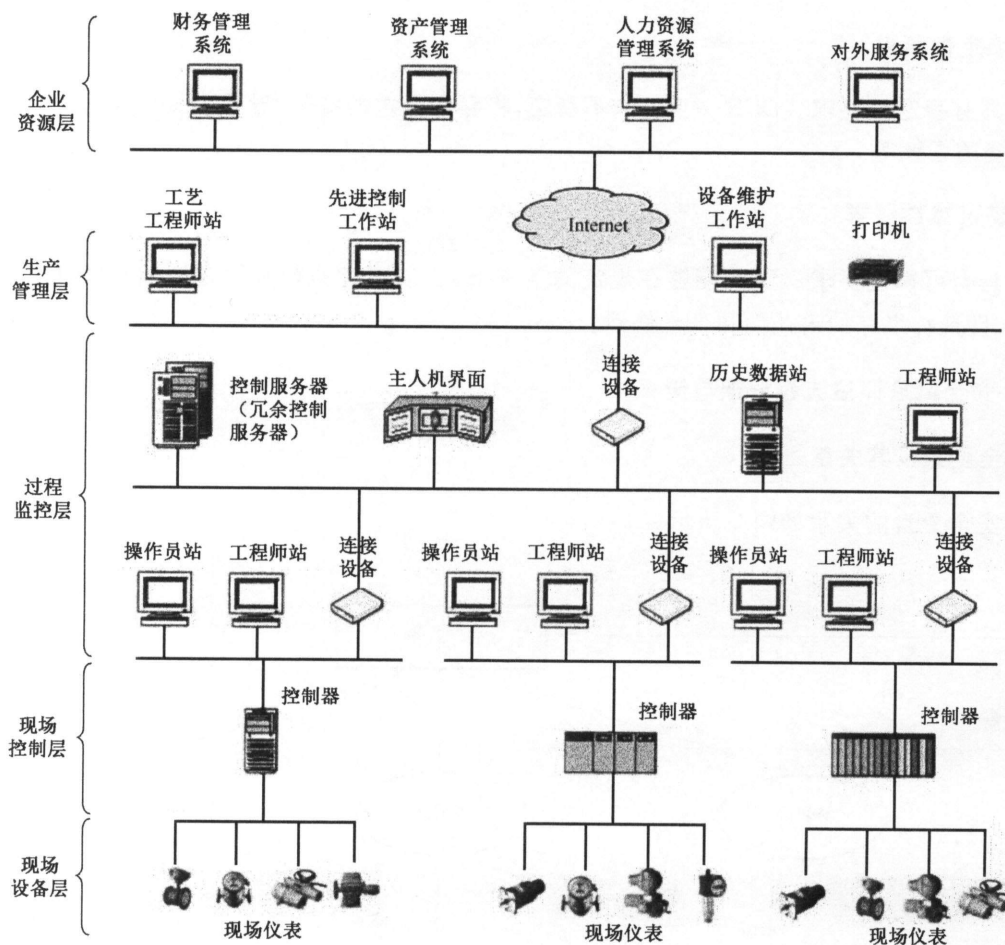 财务管理
系统
资产管理
系统
人力资源
管理系统
对外服务系统
企业
资源层
工艺
工程师站
先进控制
工作站
Internet
设备维护
工作站
打印机
生产
管理层
控制服务器
（冗余控制
服务器）
主人机界面
连接
设备
历史数据站
工程师站
过程
监控层
操作员站
工程师站
连接
设备
操作员站
工程师站
连接
设备
操作员站
工程师站
连接
设备
现场
控制层
控制器
控制器
控制器
现场
设备层
现场仪表
现场仪表
现场仪表